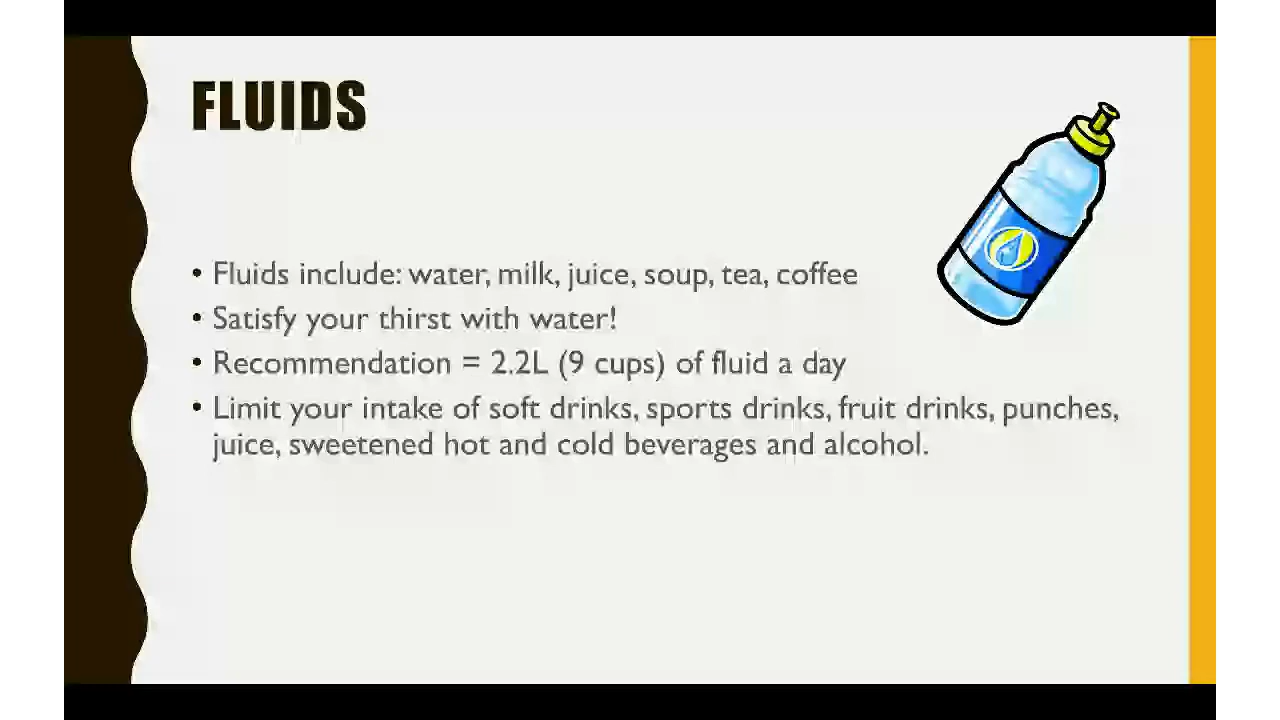 FLUIDS
• Fluids include: water, milk, juice, soup, tea, coffee
• Satisfy your thirst with water!
• Recommendation = 2.2L (9 cups) of fluid a day
• Limit your intake of soft drinks, sports drinks, fruit drinks, punches,
juice, sweetened hot and cold beverages and alcohol.